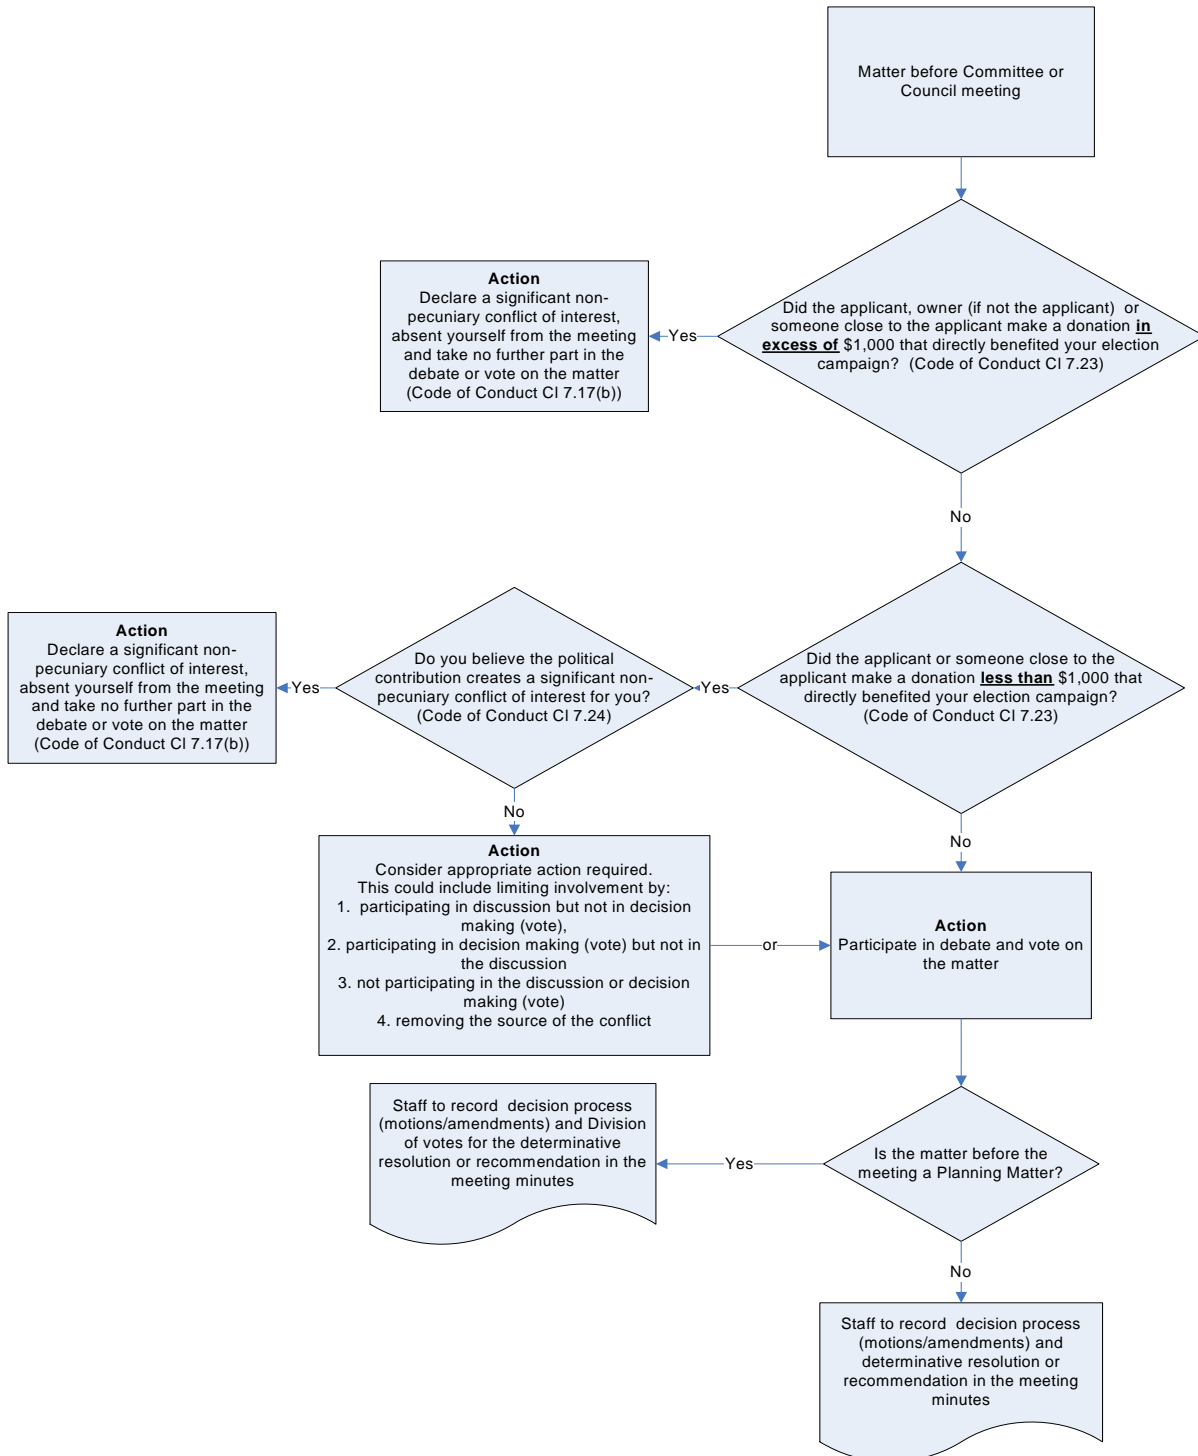 Matter before Committee or
Council meeting
Did the applicant, owner (if not the applicant)  or
someone close to the applicant make a donation in
excess of $1,000 that directly benefited your election
campaign?  (Code of Conduct Cl 7.23)
Yes
Action
Declare a significant non-
pecuniary conflict of interest,
absent yourself from the meeting
and take no further part in the
debate or vote on the matter
(Code of Conduct Cl 7.17(b))
No
Did the applicant or someone close to the
applicant make a donation less than $1,000 that
directly benefited your election campaign?
(Code of Conduct Cl 7.23)
Yes
Do you believe the political
contribution creates a significant non-
pecuniary conflict of interest for you?
(Code of Conduct Cl 7.24)
Yes
Action
Declare a significant non-
pecuniary conflict of interest,
absent yourself from the meeting
and take no further part in the
debate or vote on the matter
(Code of Conduct Cl 7.17(b))
No
Action
Consider appropriate action required.
This could include limiting involvement by:
1.  participating in discussion but not in decision
making (vote),
2. participating in decision making (vote) but not in
the discussion
3. not participating in the discussion or decision
making (vote)
4. removing the source of the conflict
or
No
Action
Participate in debate and vote on
the matter
Is the matter before the
meeting a Planning Matter?
Yes
Staff to record  decision process
(motions/amendments) and Division
of votes for the determinative
resolution or recommendation in the
meeting minutes
No
Staff to record  decision process
(motions/amendments) and
determinative resolution or
recommendation in the meeting
minutes